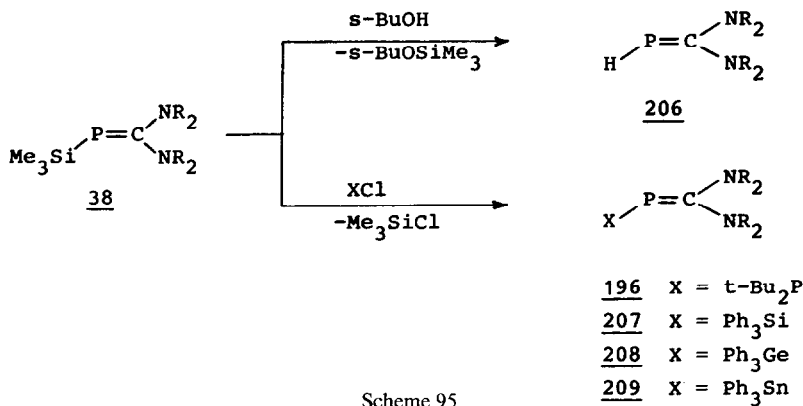 s-BuOH
-s-BuOSiMe3
H P=C NR2 NR2
206
Me3Si P=C NR2 NR2
38
XCl
-Me3SiCl
X P=C NR2 NR2
196 X = t-Bu2P
207 X = Ph3Si
208 X = Ph3Ge
209 X = Ph3Sn
Scheme 95